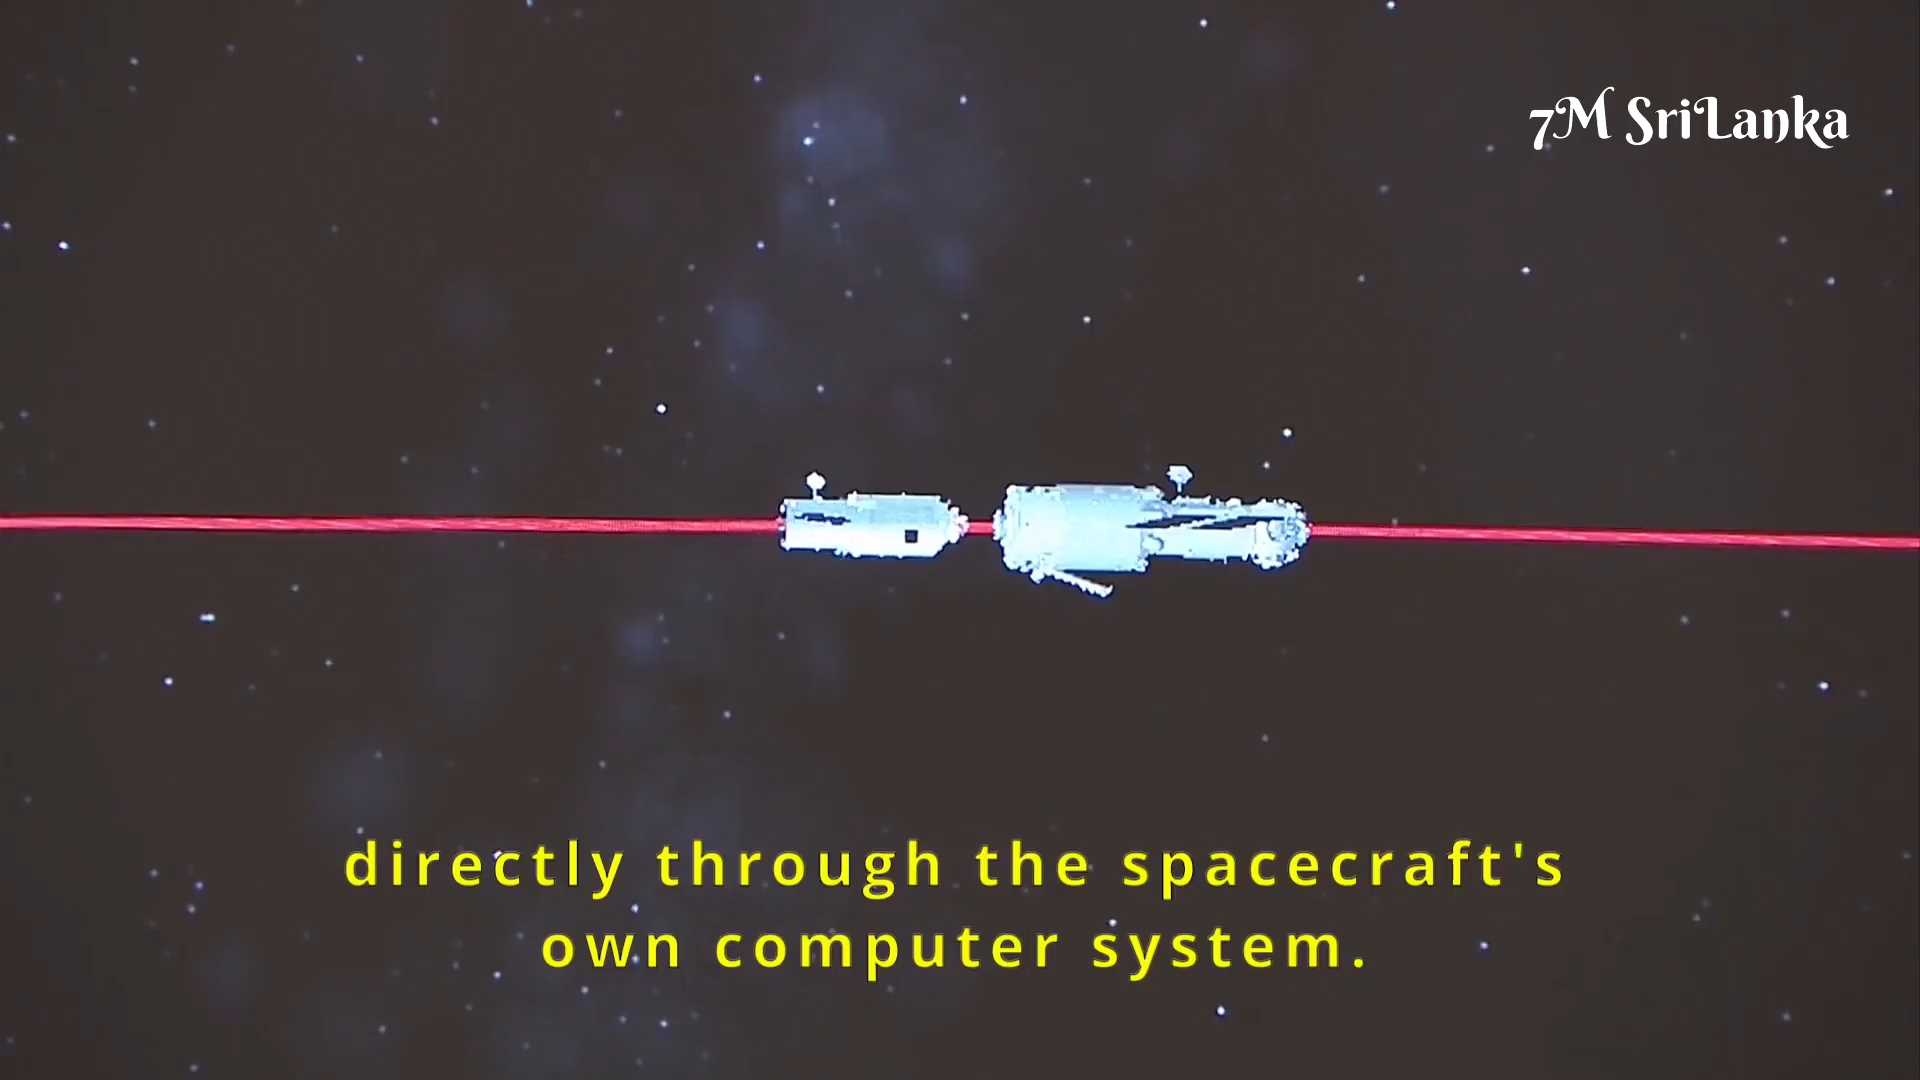 7M SriLanka
directly through the spacecraft's
own computer system.